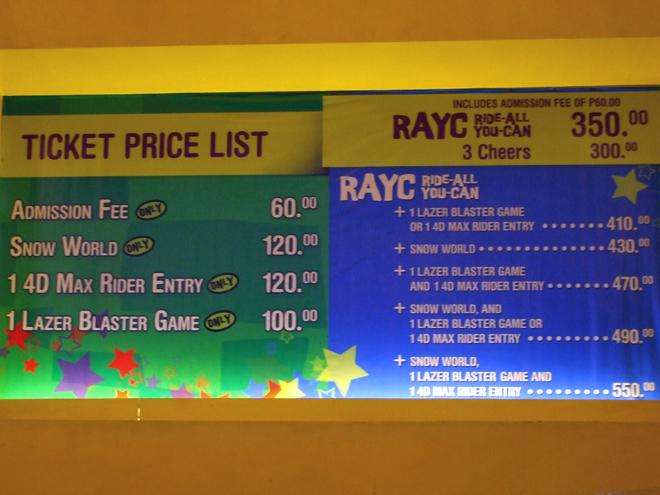 TICKET PRICE LIST
ADMISSION FEE ONLY 60.00
SNOW WORLD ONLY 120.00
1 4D MAX RIDER ENTRY ONLY 120.00
1 LAZER BLASTER GAME ONLY 100.00
INCLUDES ADMISSION FEE OF P60.00
RAYC RIDE-ALL YOU-CAN 350.00
3 Cheers 300.00
RAYC RIDE-ALL YOU-CAN
+ 1 LAZER BLASTER GAME
OR 1 4D MAX RIDER ENTRY ....... 410.00
+ SNOW WORLD ................ 430.00
+ 1 LAZER BLASTER GAME
AND 1 4D MAX RIDER ENTRY ....... 470.00
+ SNOW WORLD, AND
1 LAZER BLASTER GAME OR
1 4D MAX RIDER ENTRY ......... 490.00
+ SNOW WORLD,
1 LAZER BLASTER GAME AND
1 4D MAX RIDER ENTRY .......... 550.00